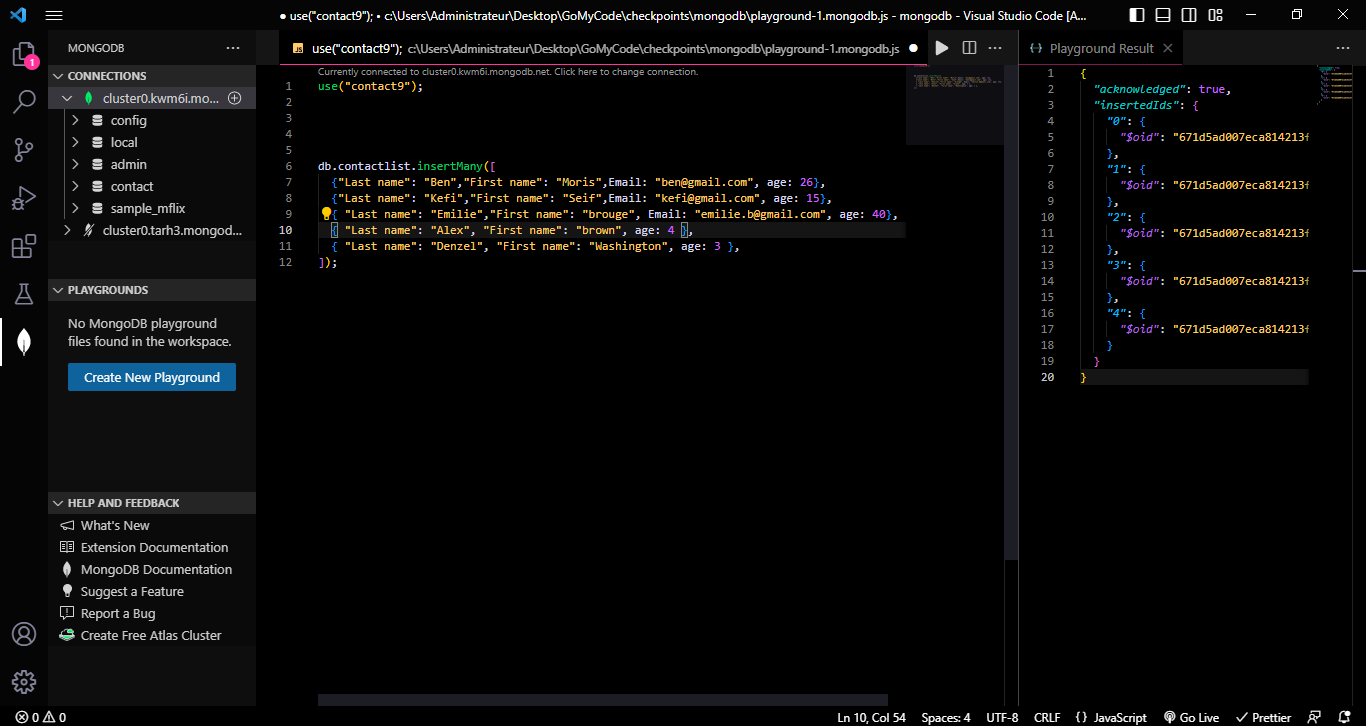 ● use("contact9"); • c:\Users\Administrateur\Desktop\GoMyCode\checkpoints\mongodb\playground-1.mongodb.js - mongodb - Visual Studio Code [A...
1
MONGODB
CONNECTIONS
cluster0.kwm6i.mo...
config
local
admin
contact
sample_mflix
cluster0.tarh3.mongod...
PLAYGROUNDS
No MongoDB playground
files found in the workspace.
Create New Playground
HELP AND FEEDBACK
What's New
Extension Documentation
MongoDB Documentation
Suggest a Feature
Report a Bug
Create Free Atlas Cluster
JS use("contact9"); c:\Users\Administrateur\Desktop\GoMyCode\checkpoints\mongodb\playground-1.mongodb.js ●
Currently connected to cluster0.kwm6i.mongodb.net. Click here to change connection.
1 use("contact9");
2
3
4
5
6 db.contactlist.insertMany([
7 {"Last name": "Ben","First name": "Moris",Email: "ben@gmail.com", age: 26},
8 {"Last name": "Kefi","First name": "Seif",Email: "kefi@gmail.com", age: 15},
9 { "Last name": "Emilie","First name": "brouge", Email: "emilie.b@gmail.com", age: 40},
10 { "Last name": "Alex", "First name": "brown", age: 4 },
11 { "Last name": "Denzel", "First name": "Washington", age: 3 },
12 ]);
{} Playground Result
1 {
2 "acknowledged": true,
3 "insertedIds": {
4 "0": {
5 "$oid": "671d5ad007eca814213f
6 },
7 "1": {
8 "$oid": "671d5ad007eca814213f
9 },
10 "2": {
11 "$oid": "671d5ad007eca814213f
12 },
13 "3": {
14 "$oid": "671d5ad007eca814213f
15 },
16 "4": {
17 "$oid": "671d5ad007eca814213f
18 }
19 }
20 }
0 0 Ln 10, Col 54 Spaces: 4 UTF-8 CRLF {} JavaScript Go Live Prettier